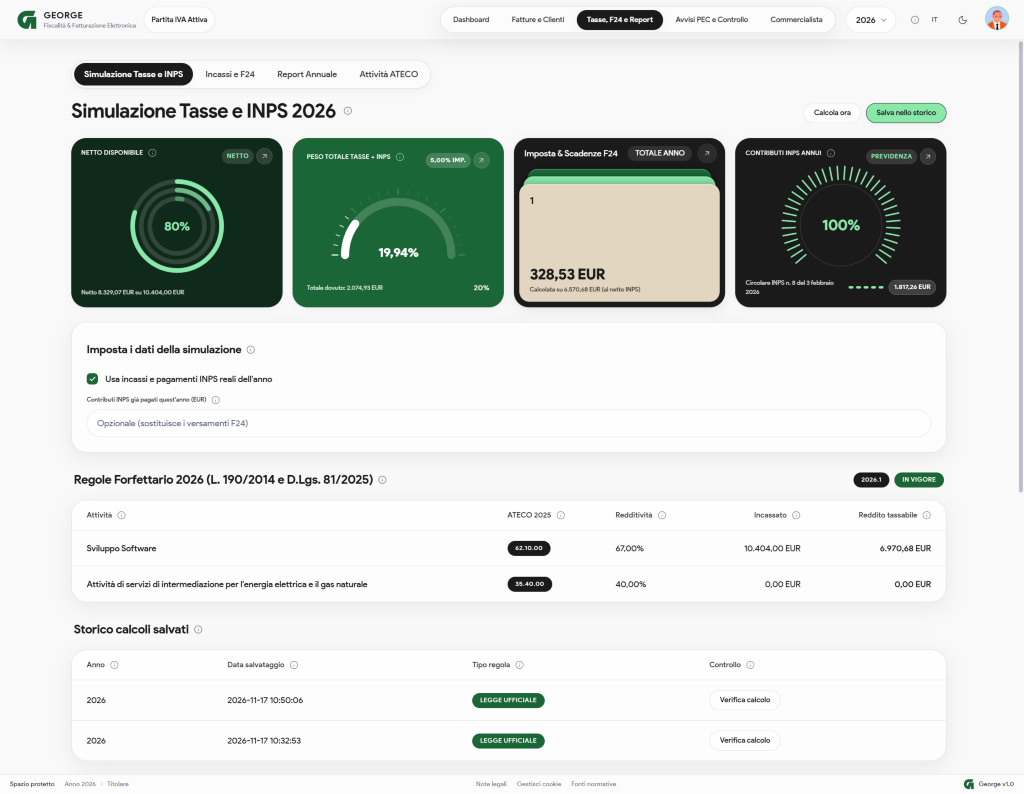 GEORGE
Fiscalità & Fatturazione Elettronica
Partita IVA Attiva
Dashboard
Fatture e Clienti
Tasse, F24 e Report
Avvisi PEC e Controllo
Commercialista
2026
IT
Simulazione Tasse e INPS
Incassi e F24
Report Annuale
Attività ATECO
Simulazione Tasse e INPS 2026
Calcola ora
Salva nello storico
NETTO DISPONIBILE
NETTO
80%
Netto 8.329,07 EUR su 10.404,00 EUR
PESO TOTALE TASSE + INPS
5,00% IMP.
19,94%
Totale dovuto: 2.074,93 EUR
20%
Imposta & Scadenze F24
TOTALE ANNO
1
328,53 EUR
Calcolata su 6.570,68 EUR (al netto INPS)
CONTRIBUTI INPS ANNUI
PREVIDENZA
100%
Circolare INPS n. 8 del 3 febbraio
2026
1.817,26 EUR
Imposta i dati della simulazione
Usa incassi e pagamenti INPS reali dell'anno
Contributi INPS già pagati quest'anno (EUR)
Opzionale (sostituisce i versamenti F24)
Regole Forfettario 2026 (L. 190/2014 e D.Lgs. 81/2025)
2026.1
IN VIGORE
Attività
ATECO 2025
Redditività
Incassato
Reddito tassabile
Sviluppo Software
62.10.00
67,00%
10.404,00 EUR
6.970,68 EUR
Attività di servizi di intermediazione per l'energia elettrica e il gas naturale
35.40.00
40,00%
0,00 EUR
0,00 EUR
Storico calcoli salvati
Anno
Data salvataggio
Tipo regola
Controllo
2026
2026-11-17 10:50:06
LEGGE UFFICIALE
Verifica calcolo
2026
2026-11-17 10:32:53
LEGGE UFFICIALE
Verifica calcolo
Spazio protetto
Anno 2026 · Titolare
Note legali
Gestisci cookie
Fonti normative
George v1.0